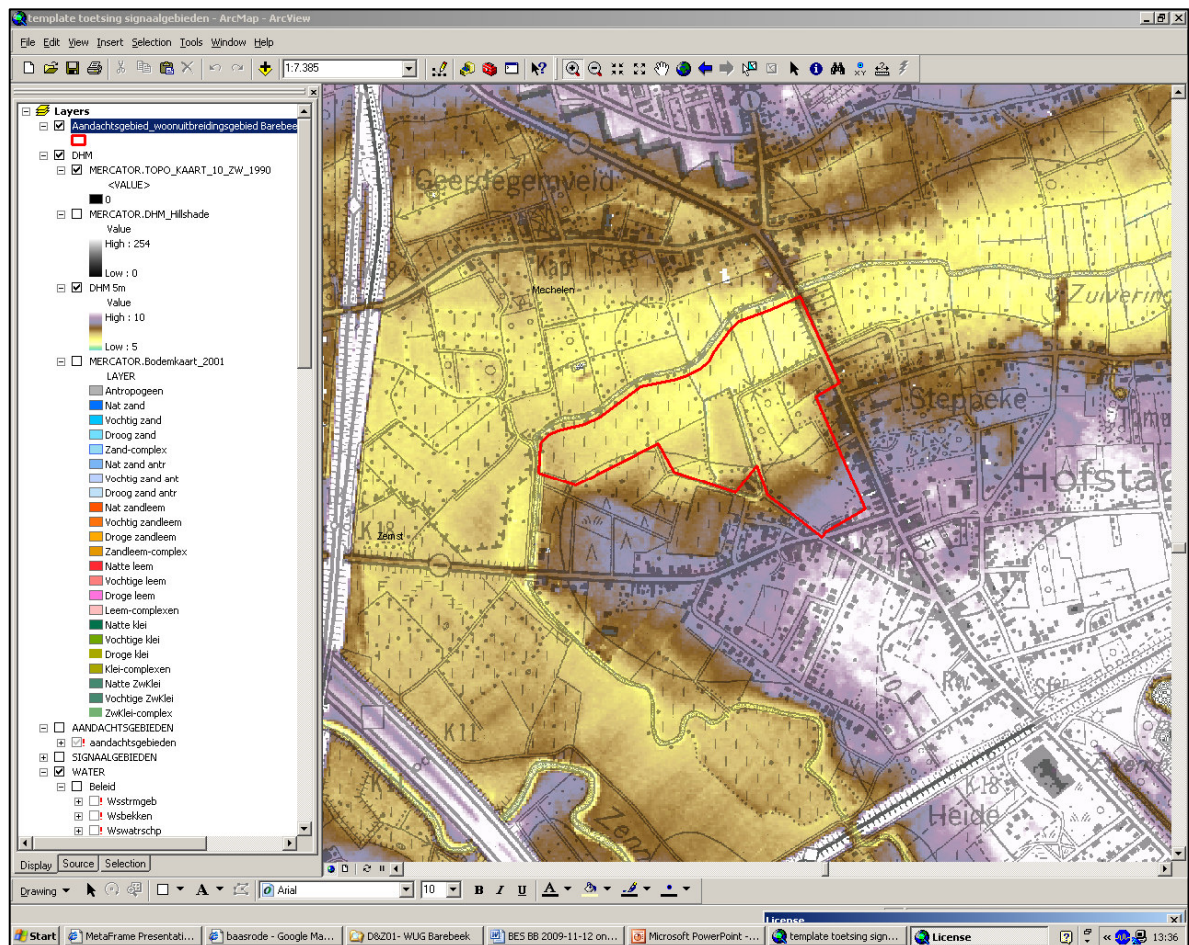 template toetsing signaalgebieden - ArcMap - ArcView
File Edit View Insert Selection Tools Window Help
1:7.385
Layers
Aandachtsgebied_woonuitbreidingsgebied Barebee
DHM
MERCATOR.TOPO_KAART_10_ZW_1990
<VALUE>
0
MERCATOR.DHM_Hillshade
Value
High : 254
Low : 0
DHM 5m
Value
High : 10
Low : 5
MERCATOR.Bodemkaart_2001
LAYER
Antropogeen
Nat zand
Vochtig zand
Droog zand
Zand-complex
Nat zand antr
Vochtig zand ant
Droog zand antr
Nat zandleem
Vochtig zandleem
Droge zandleem
Zandleem-complex
Natte leem
Vochtige leem
Droge leem
Leem-complexen
Natte klei
Vochtige klei
Droge klei
Klei-complexen
Natte ZwKlei
Vochtige ZwKlei
ZwKlei-complex
AANDACHTSGEBIEDEN
aandachtsgebieden
SIGNAALGEBIEDEN
WATER
Beleid
Wsstrmgeb
Wsbekken
Wswatrschp
Geerdegemveld
Kap
Mechelen
Zuivering
Steppeke
Hofstad
K18
Zemst
K11
10
K18
Heide
Zenn
Display Source Selection
Drawing A Arial 10 B I U A
License
Start MetaFrame Presentati... baasrode - Google Ma... D&Z01- WUG Barebeek BES BB 2009-11-12 on... Microsoft PowerPoint -... template toetsing sign... License 13:36